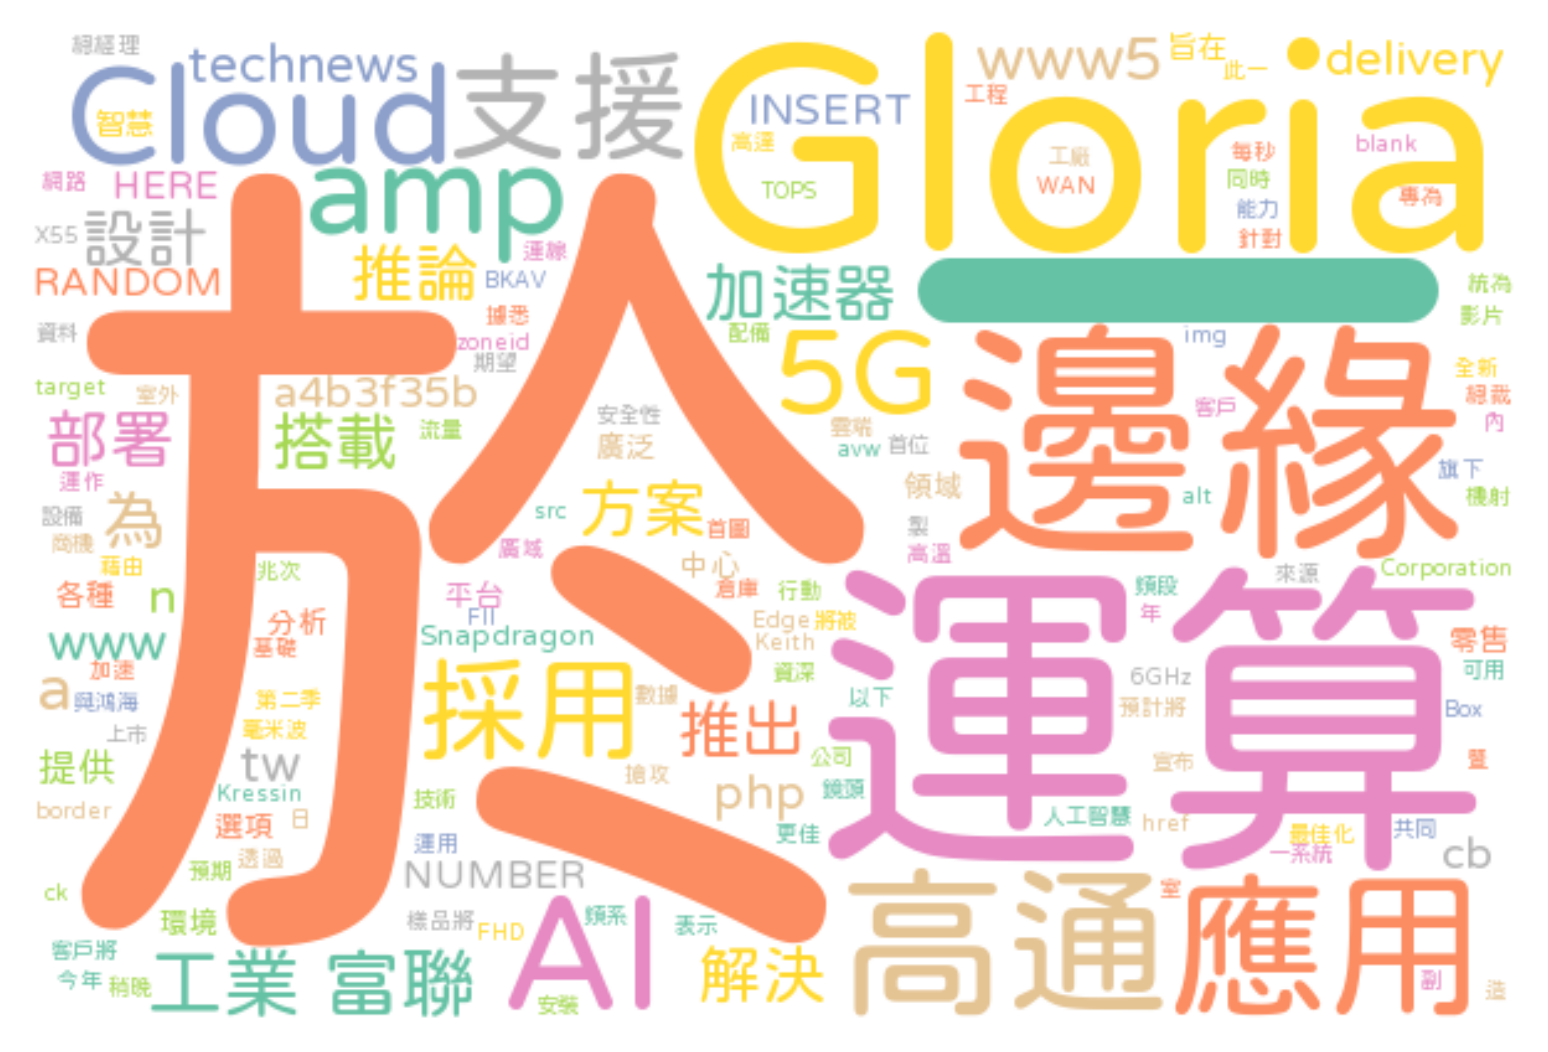 總經理
technews
Cloud
智慧
支援
Gloria
www5
旨在
此一
delivery
INSERT
工程
高達
TOPS
工廠
WAN
每秒
同時
能力
針對
blank
專為
網路
HERE
amp
X55
設計
RANDOM
推論
連線
BKAV
加速器
統為
影片
於
資料
據悉
zoneid
期望
配備
5G
邊緣
img
全新
總裁
內
target
室外
a4b3f35b
安全性
廣泛
雲端
avw
首位
客戶
部署
搭載
流量
旗下
機射
運作
設備
為
商機
src
方案
首圖
領域
alt
製
高溫
藉由
兆次
廣域
中心
倉庫
行動
來源
Corporation
各種
n
分析
基礎
平台
FII
Snapdragon
Edge
將被
Keith
頻段
年
運算
零售
可用
www
加速
a
與鴻海
第二季
毫米波
採用
數據
資深
以下
6GHz
預計將
Box
上市
推出
提供
tw
Kressin
搶攻
公司
宣布
暨
border
選項
日
技術
php
鏡頭
更佳
人工智慧
href
最佳化
一系統
共同
cb
預期
透過
運用
NUMBER
ck
環境
樣品將
FHD
AI
頻系
表示
高通
室
應用
客戶將
今年
稍晚
工業
富聯
安裝
解決
副
造